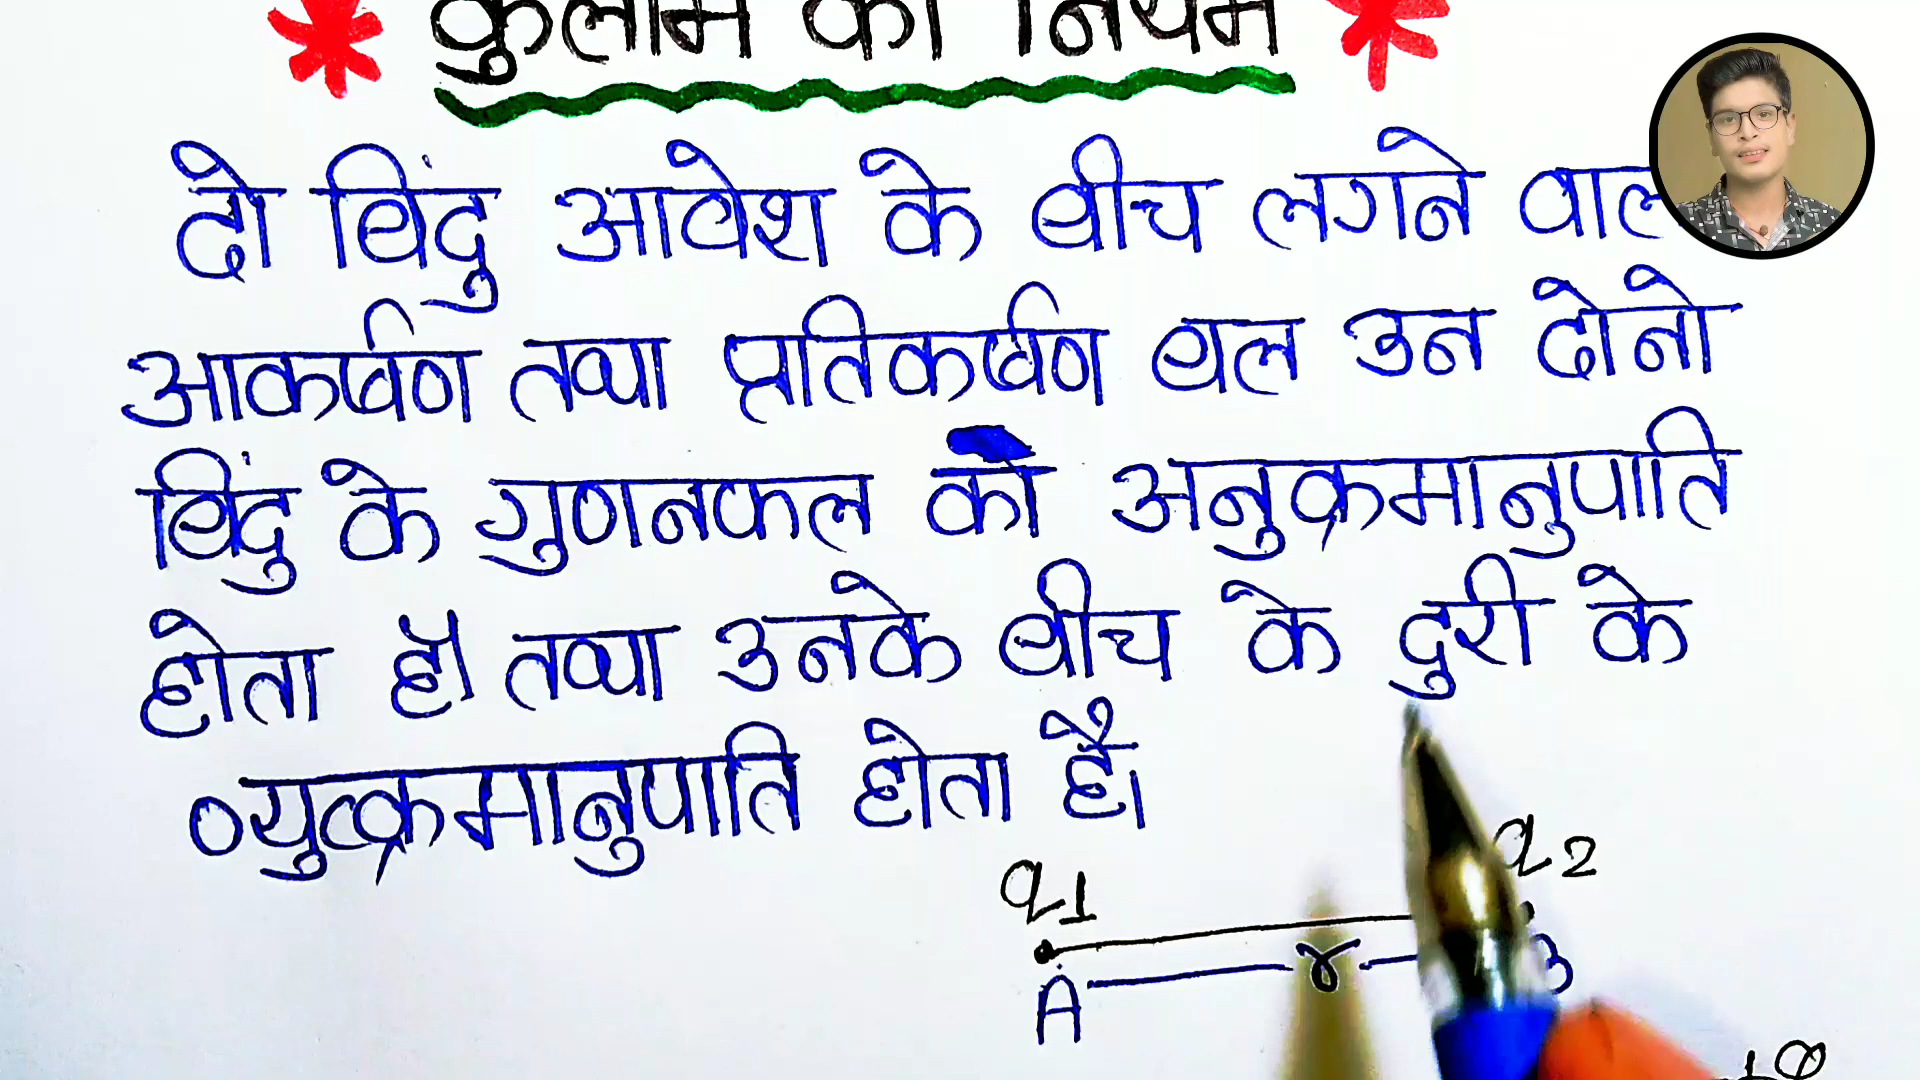 कुलाम का नियम
दो बिंदु आवेश के बीच लगने वाल
आकर्षण तथा प्रतिकर्षण बल उन दोनो
बिंदु के गुणनफल को अनुक्रमानुपाति
होता हॅा तथा उनके बीच के दुरी के
व्युत्क्रमानुपाति होता है।
q1 q2
r
A B